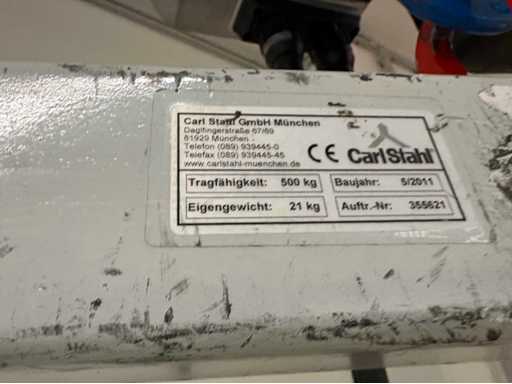 Carl Stahl GmbH München
Daglfingerstraße 67/69
81929 München
Telefon (089) 939445-0
Telefax (089) 939445-45
www.carlstahl-muenchen.de
CE CarlStahl
Tragfähigkeit: 500 kg Baujahr: 5/2011
Eigengewicht: 21 kg Auftr.-Nr: 355621